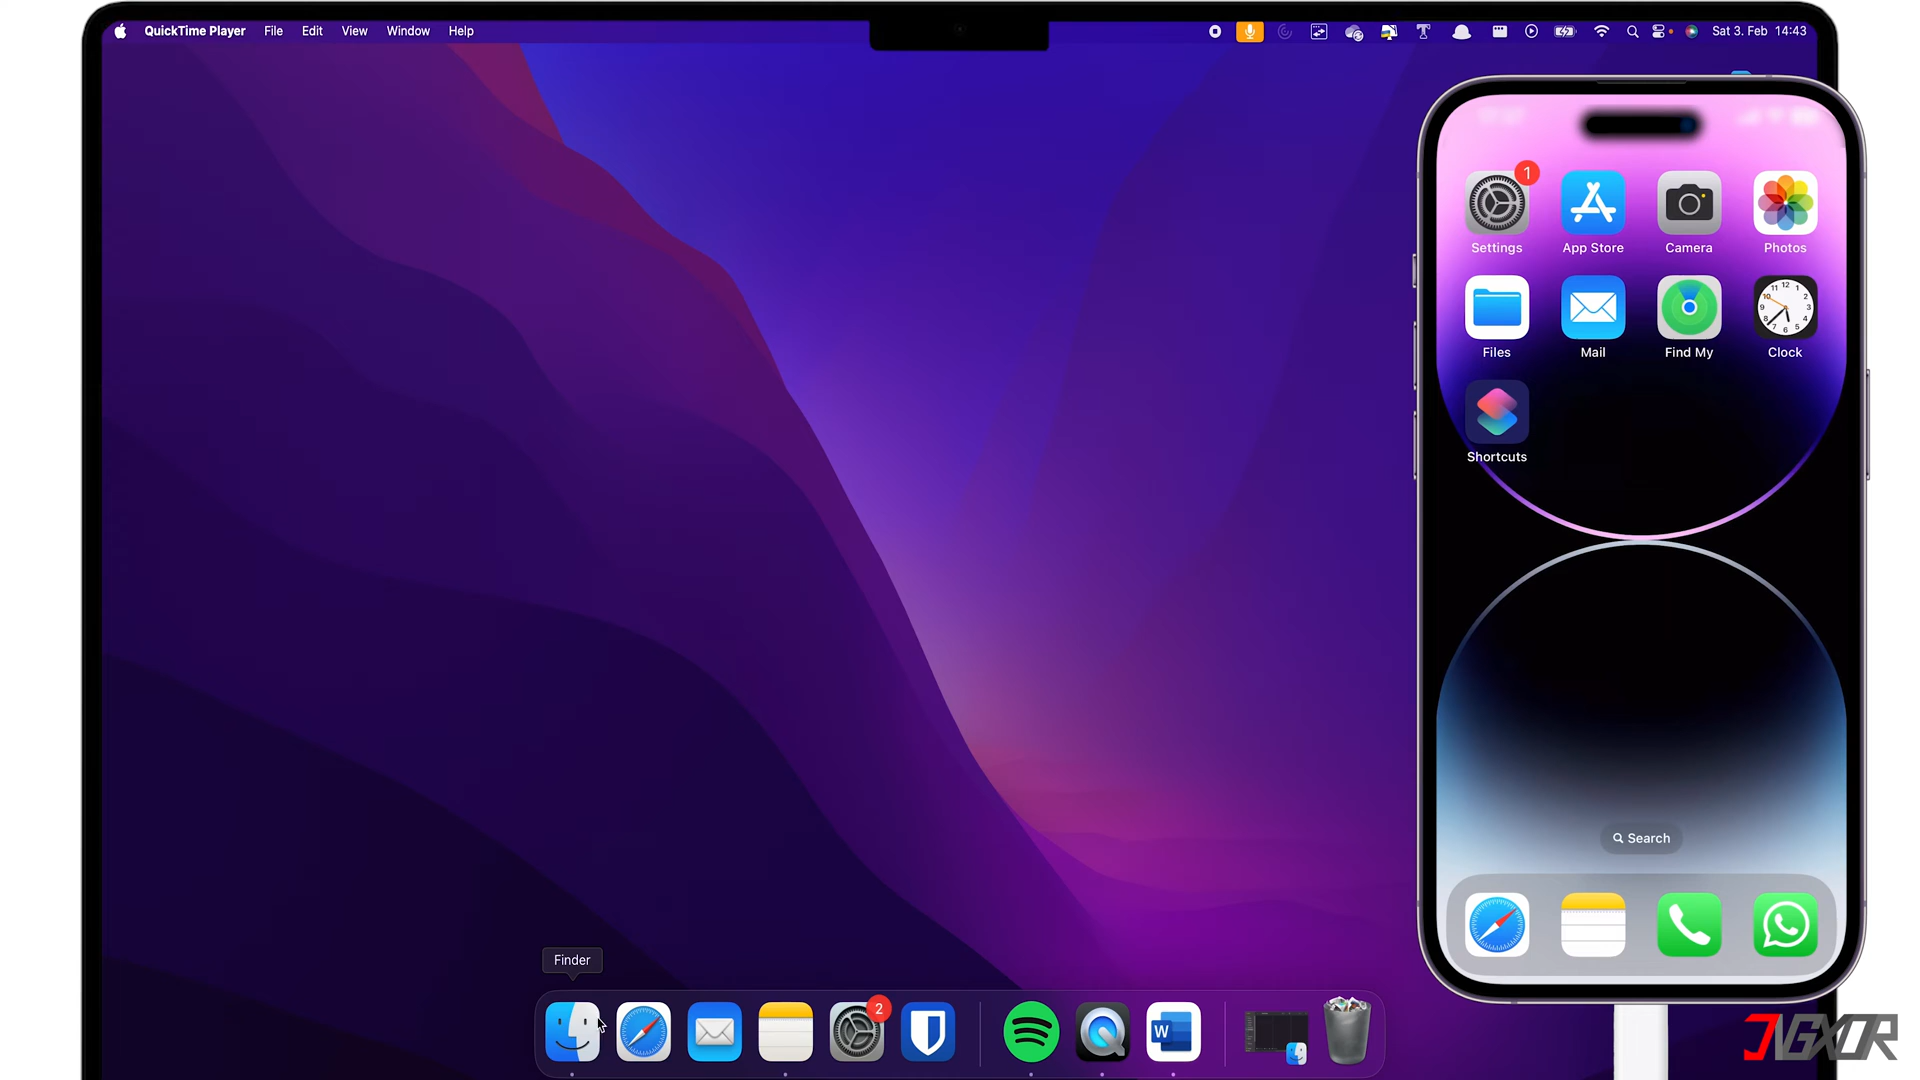 QuickTime Player File Edit View Window Help
Sat 3. Feb 14:43
1
Settings App Store Camera Photos
Files Mail Find My Clock
Shortcuts
Search
Finder
2
W
JIGXOR